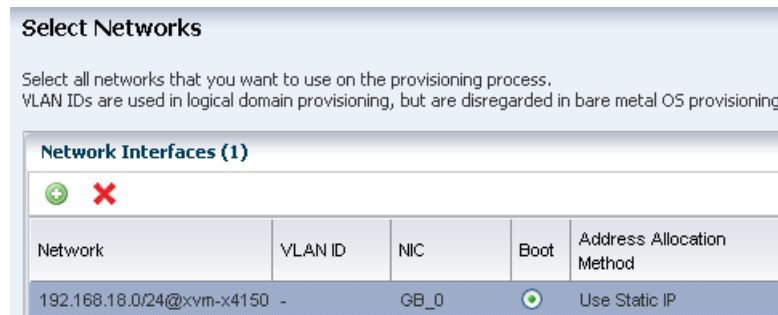 Select Networks
Select all networks that you want to use on the provisioning process.
VLAN IDs are used in logical domain provisioning, but are disregarded in bare metal OS provisioning
Network Interfaces (1)
Network VLAN ID NIC Boot Address Allocation Method
192.168.18.0/24@xvm-x4150 - GB_0 Use Static IP